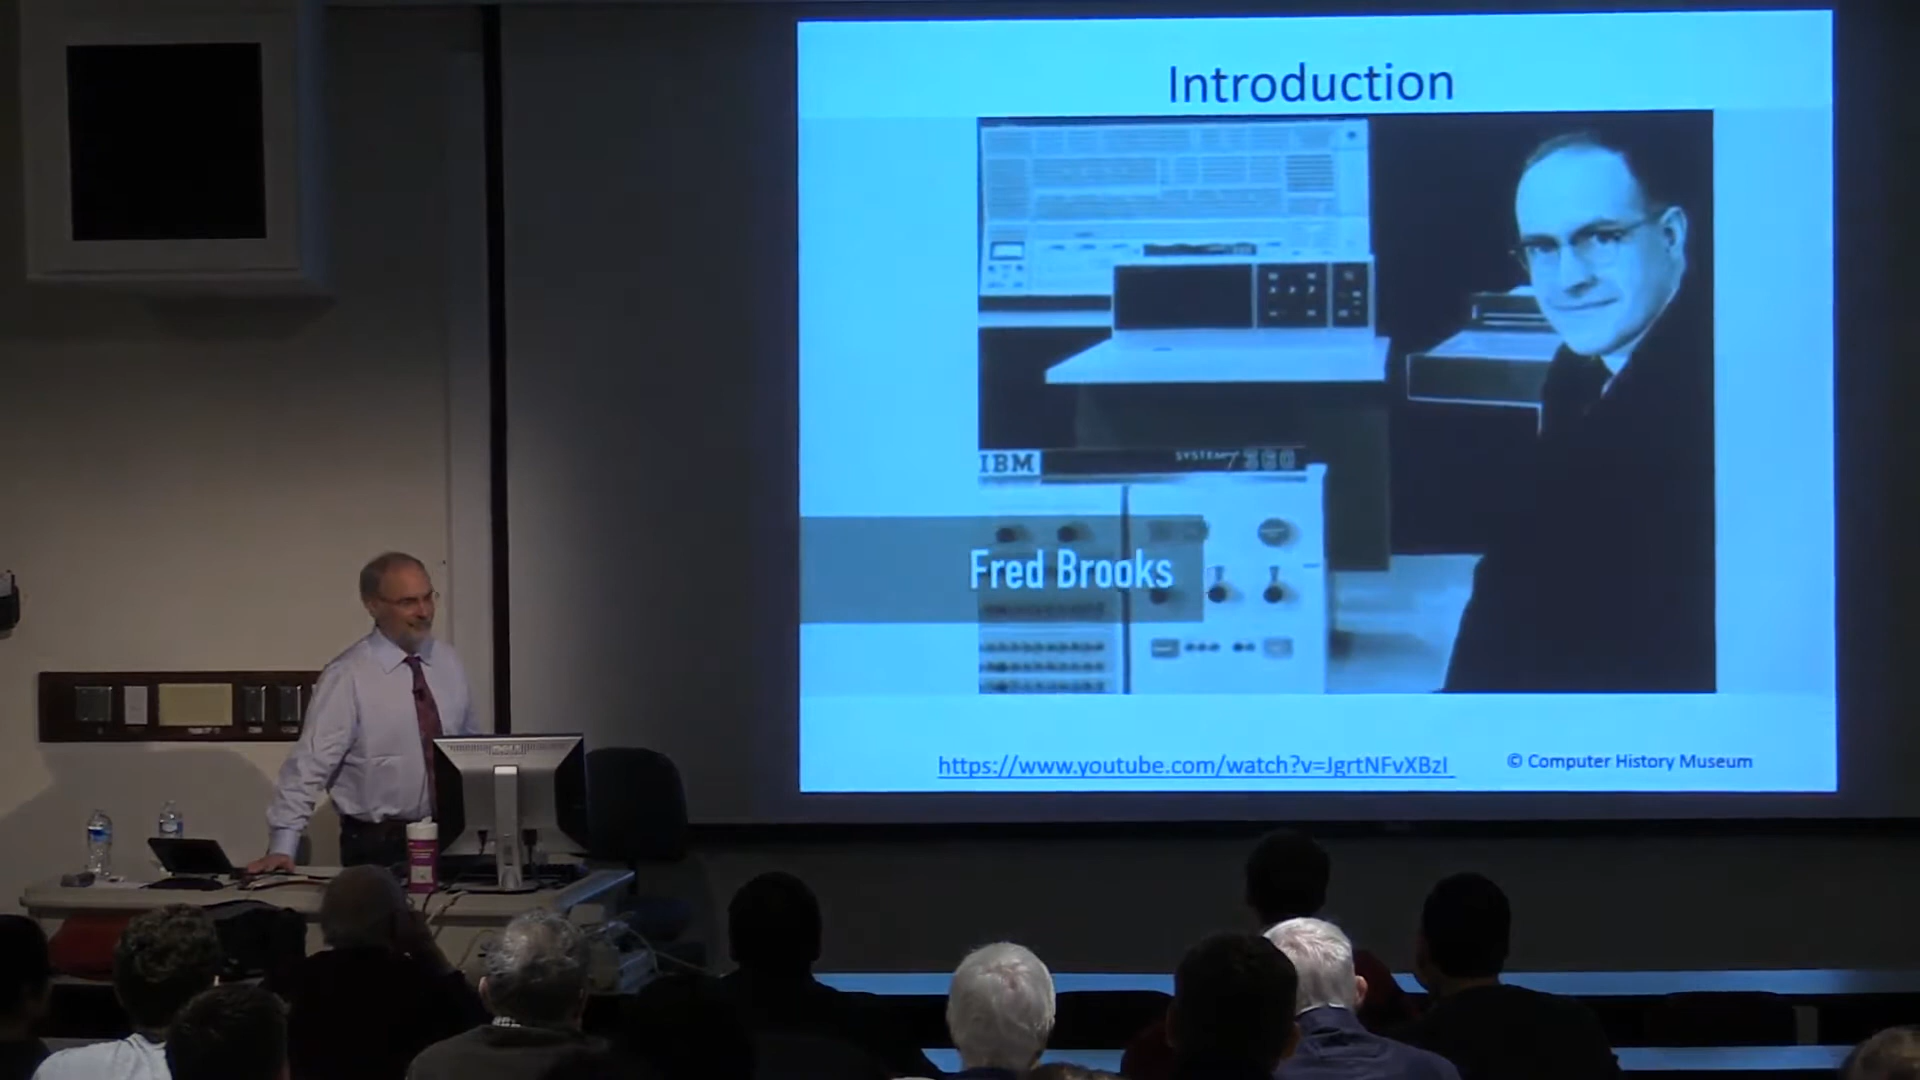 Introduction
IBM
SYSTEM/360
Fred Brooks
https://www.youtube.com/watch?v=JgrtNFvXBzI
© Computer History Museum